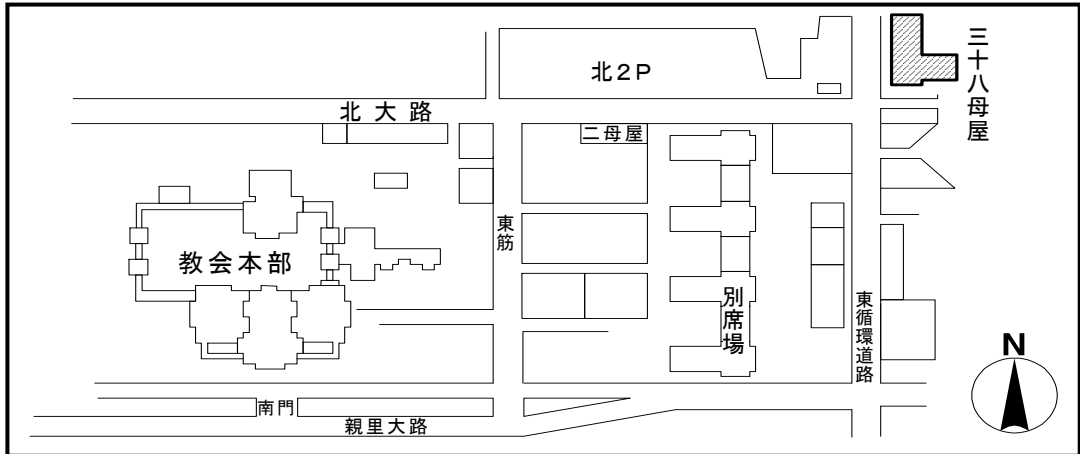 北2P
三十八母屋
北大路
二母屋
東筋
教会本部
別席場
東循環道路
N
南門
親里大路